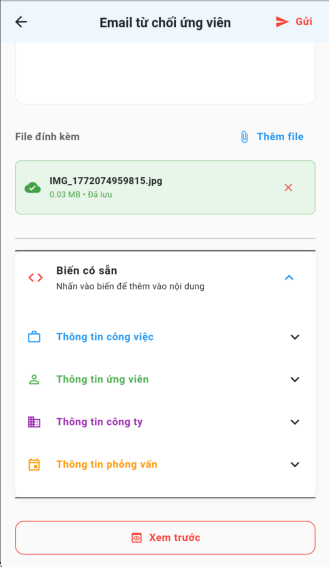 Email từ chối ứng viên
Gửi
File đính kèm
Thêm file
IMG_1772074959815.jpg
0.03 MB • Đã lưu
Biến có sẵn
Nhấn vào biến để thêm vào nội dung
Thông tin công việc
Thông tin ứng viên
Thông tin công ty
Thông tin phỏng vấn
Xem trước